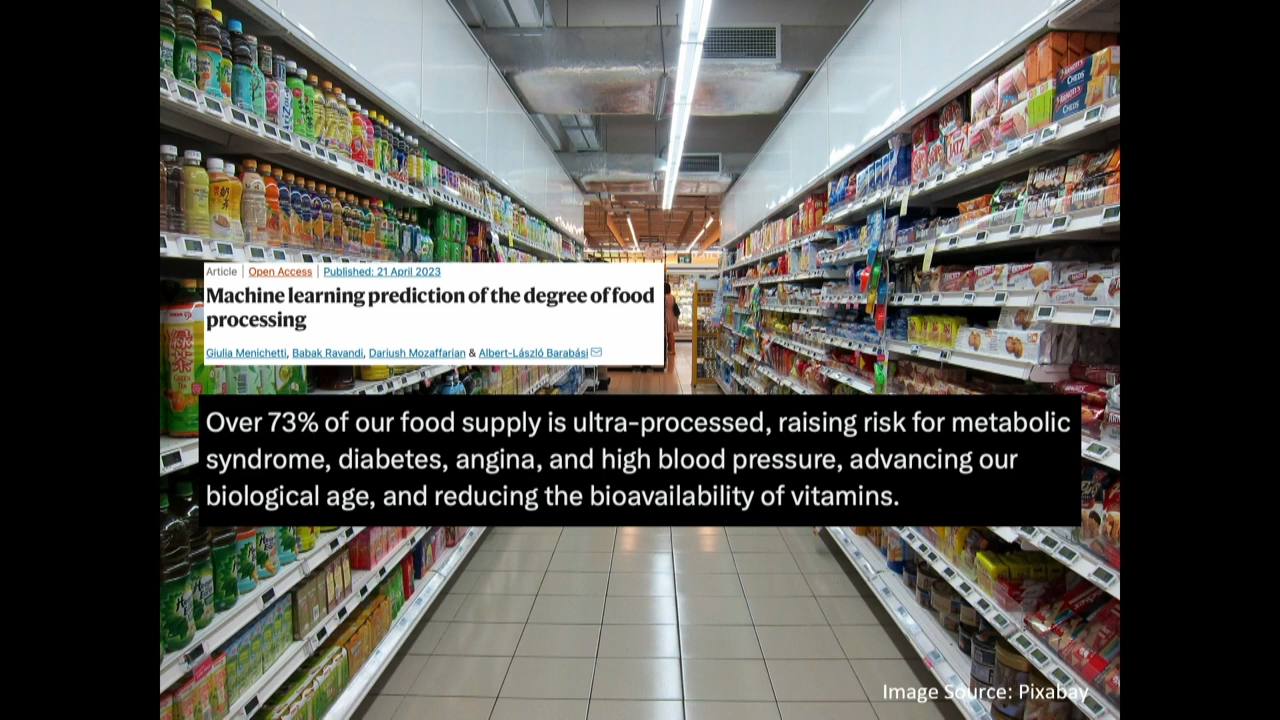 Article | Open Access | Published: 21 April 2023
Machine learning prediction of the degree of food
processing
Giulia Menichetti, Babak Ravandi, Dariush Mozaffarian & Albert-László Barabási
Over 73% of our food supply is ultra-processed, raising risk for metabolic
syndrome, diabetes, angina, and high blood pressure, advancing our
biological age, and reducing the bioavailability of vitamins.
Image Source: Pixabay